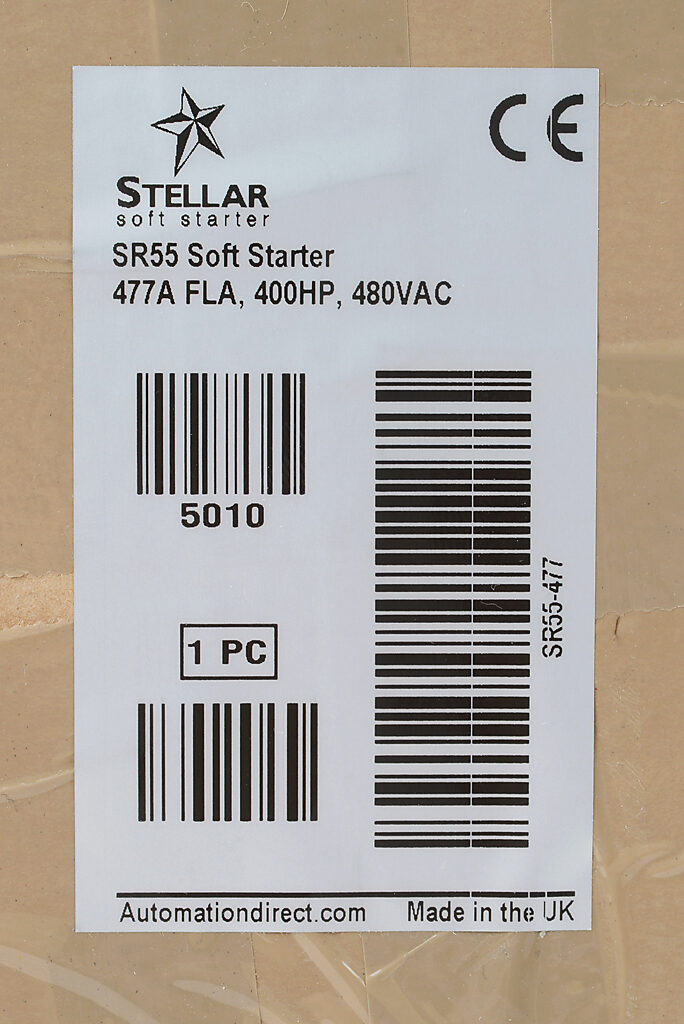 CE
STELLAR
soft starter
SR55 Soft Starter
477A FLA, 400HP, 480VAC
5010
SR55-477
1 PC
Automationdirect.com
Made in the UK